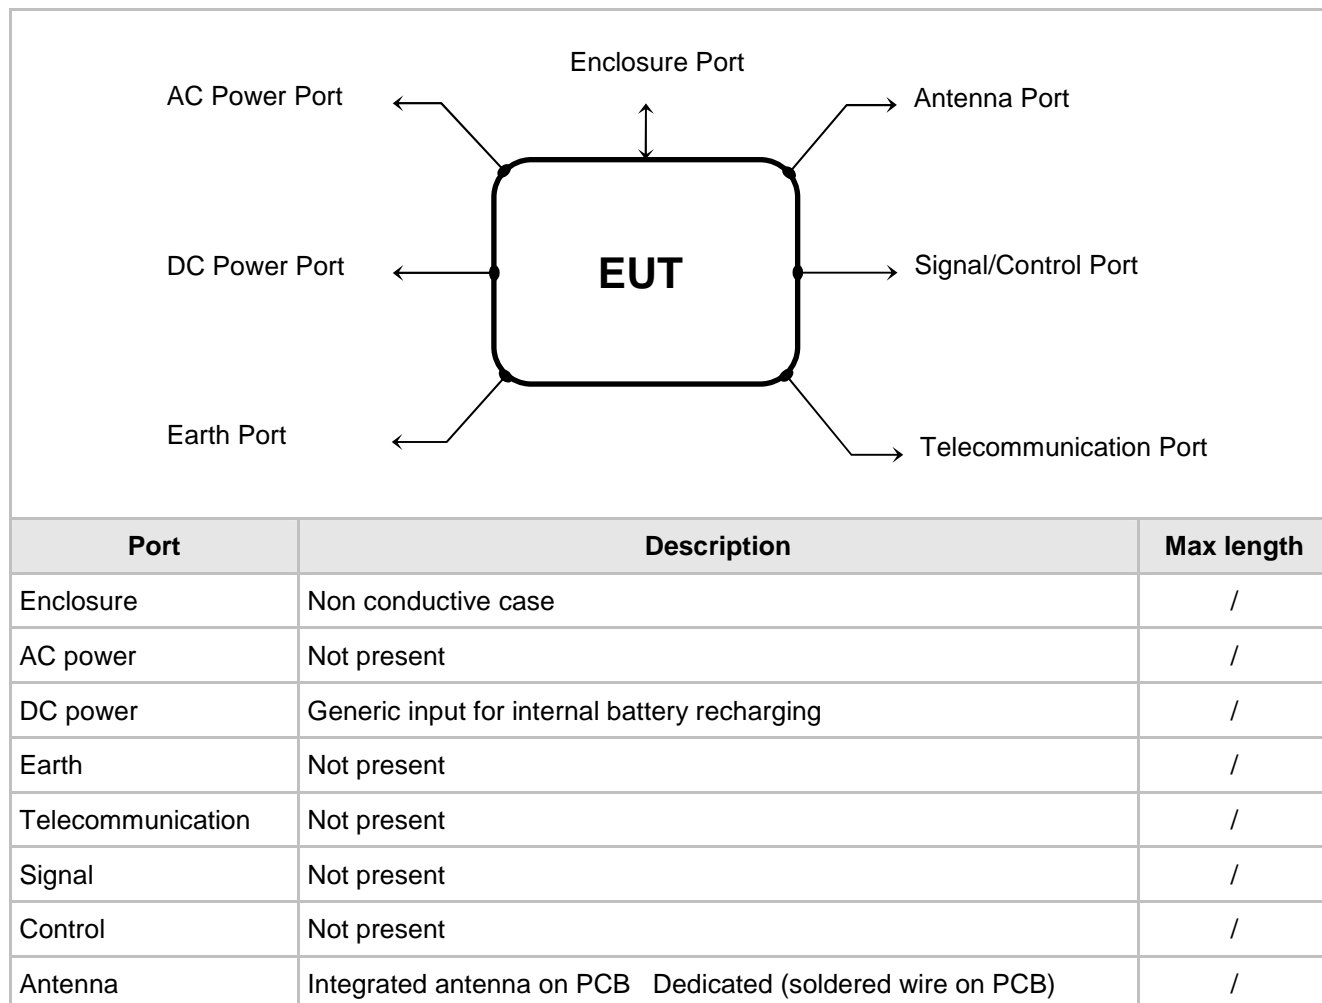 Enclosure Port
AC Power Port
Antenna Port
DC Power Port
EUT
Signal/Control Port
Earth Port
Telecommunication Port
Port Description Max length
Enclosure Non conductive case /
AC power Not present /
DC power Generic input for internal battery recharging /
Earth Not present /
Telecommunication Not present /
Signal Not present /
Control Not present /
Antenna Integrated antenna on PCB Dedicated (soldered wire on PCB) /